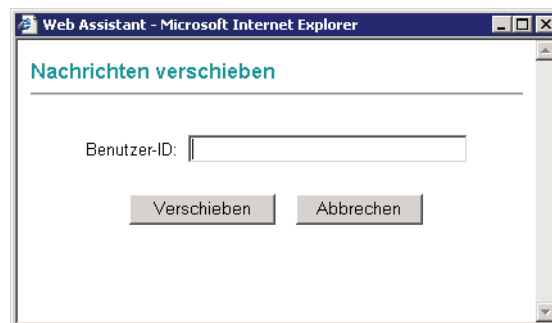 Web Assistant - Microsoft Internet Explorer
Nachrichten verschieben
Benutzer-ID:
Verschieben Abbrechen